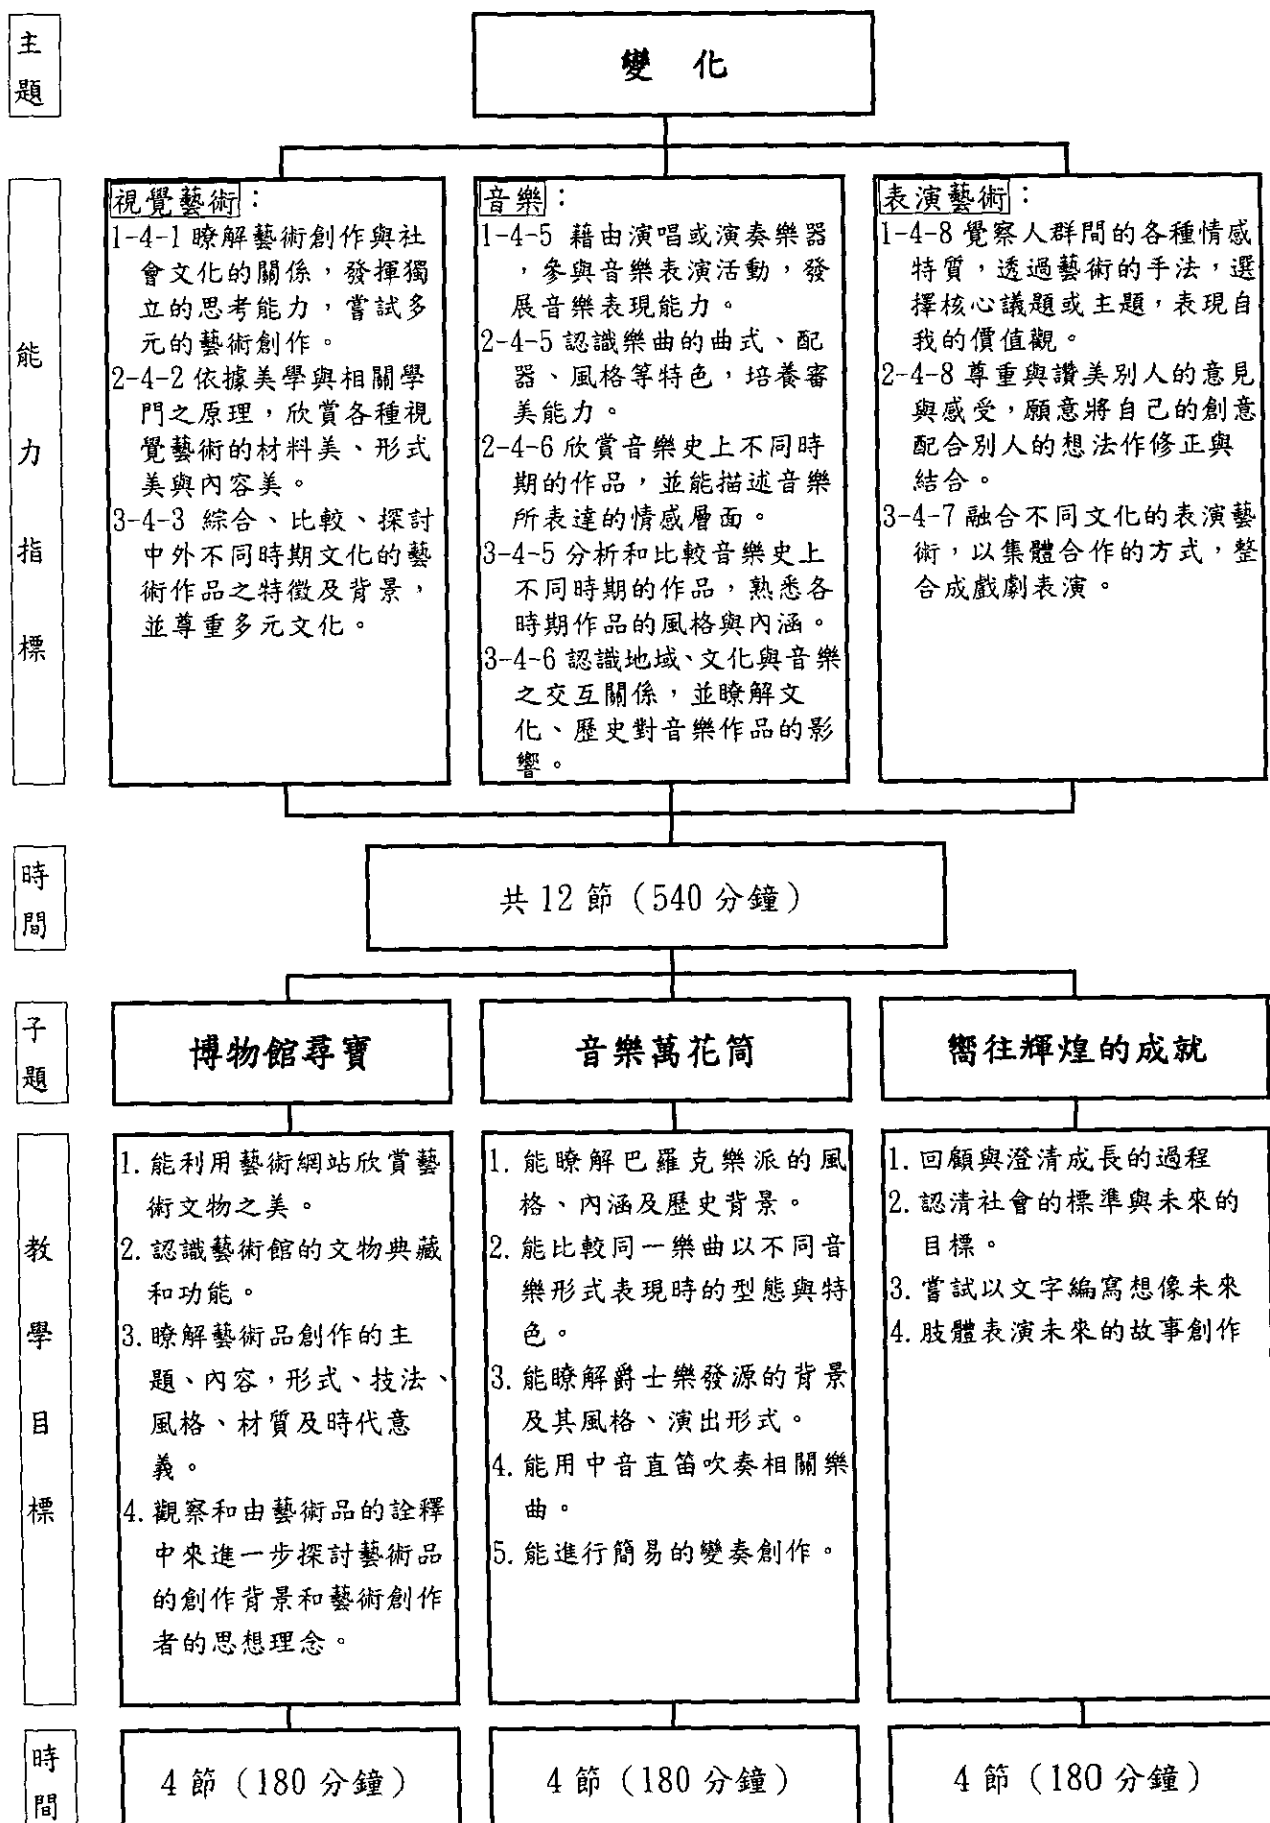 主題
變 化
能力指標
視覺藝術：
1-4-1 瞭解藝術創作與社
會文化的關係，發揮獨
立的思考能力，嘗試多
元的藝術創作。
2-4-2 依據美學與相關學
門之原理，欣賞各種視
覺藝術的材料美、形式
美與內容美。
3-4-3 綜合、比較、探討
中外不同時期文化的藝
術作品之特徵及背景，
並尊重多元文化。
音樂：
1-4-5 藉由演唱或演奏樂器
，參與音樂表演活動，發
展音樂表現能力。
2-4-5 認識樂曲的曲式、配
器、風格等特色，培養審
美能力。
2-4-6 欣賞音樂史上不同時
期的作品，並能描述音樂
所表達的情感層面。
3-4-5 分析和比較音樂史上
不同時期的作品，熟悉各
時期作品的風格與內涵。
3-4-6 認識地域、文化與音樂
之交互關係，並瞭解文
化、歷史對音樂作品的影
響。
表演藝術：
1-4-8 覺察人群間的各種情感
特質，透過藝術的手法，選
擇核心議題或主題，表現自
我的價值觀。
2-4-8 尊重與讚美別人的意見
與感受，願意將自己的創意
配合別人的想法作修正與
結合。
3-4-7 融合不同文化的表演藝
術，以集體合作的方式，整
合成戲劇表演。
時間
共 12 節（540 分鐘）
子題
博物館尋寶
音樂萬花筒
嚮往輝煌的成就
教學目標
1. 能利用藝術網站欣賞藝
術文物之美。
2. 認識藝術館的文物典藏
和功能。
3. 瞭解藝術品創作的主
題、內容，形式、技法、
風格、材質及時代意
義。
4. 觀察和由藝術品的詮釋
中來進一步探討藝術品
的創作背景和藝術創作
者的思想理念。
1. 能瞭解巴羅克樂派的風
格、內涵及歷史背景。
2. 能比較同一樂曲以不同音
樂形式表現時的型態與特
色。
3. 能瞭解爵士樂發源的背景
及其風格、演出形式。
4. 能用中音直笛吹奏相關樂
曲。
5. 能進行簡易的變奏創作。
1. 回顧與澄清成長的過程
2. 認清社會的標準與未來的
目標。
3. 嘗試以文字編寫想像未來
4. 肢體表演未來的故事創作
時間
4 節（180 分鐘）
4 節（180 分鐘）
4 節（180 分鐘）